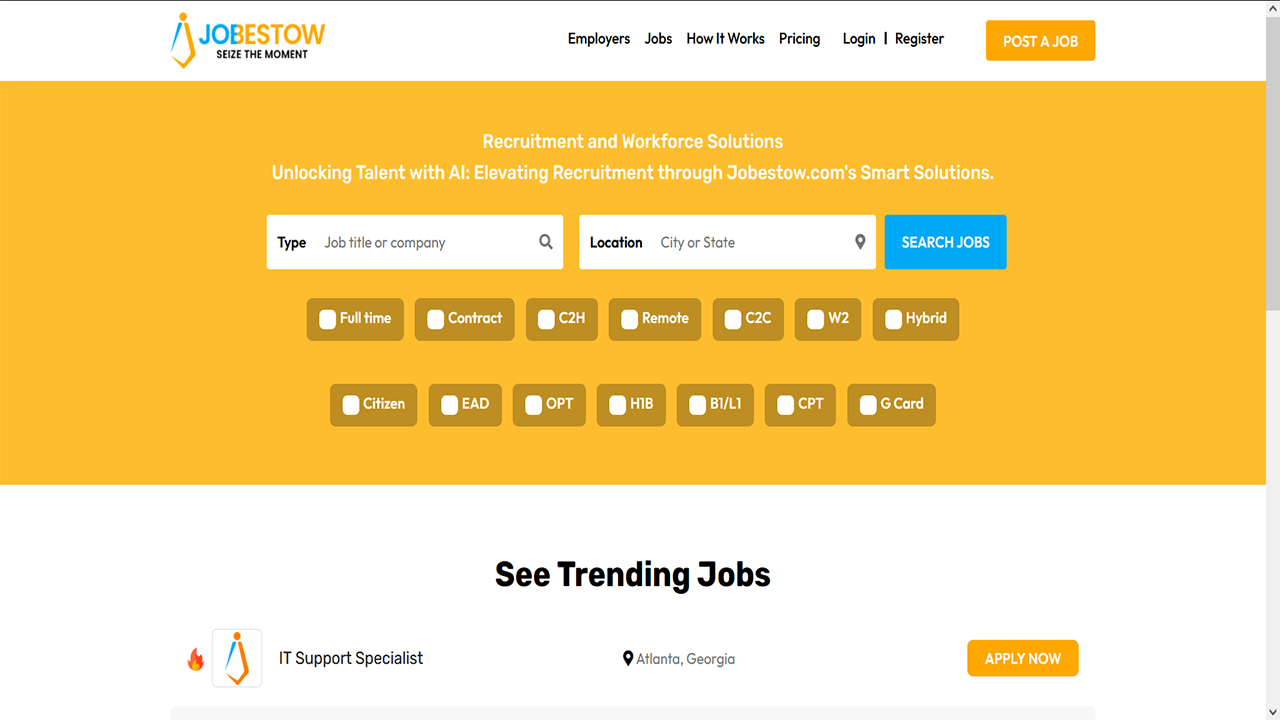 JOBESTOW
SEIZE THE MOMENT
Employers Jobs How It Works Pricing Login | Register POST A JOB
Recruitment and Workforce Solutions
Unlocking Talent with AI: Elevating Recruitment through Jobestow.com's Smart Solutions.
Type Job title or company Location City or State SEARCH JOBS
Full time Contract C2H Remote C2C W2 Hybrid
Citizen EAD OPT H1B B1/L1 CPT G Card
See Trending Jobs
IT Support Specialist Atlanta, Georgia APPLY NOW